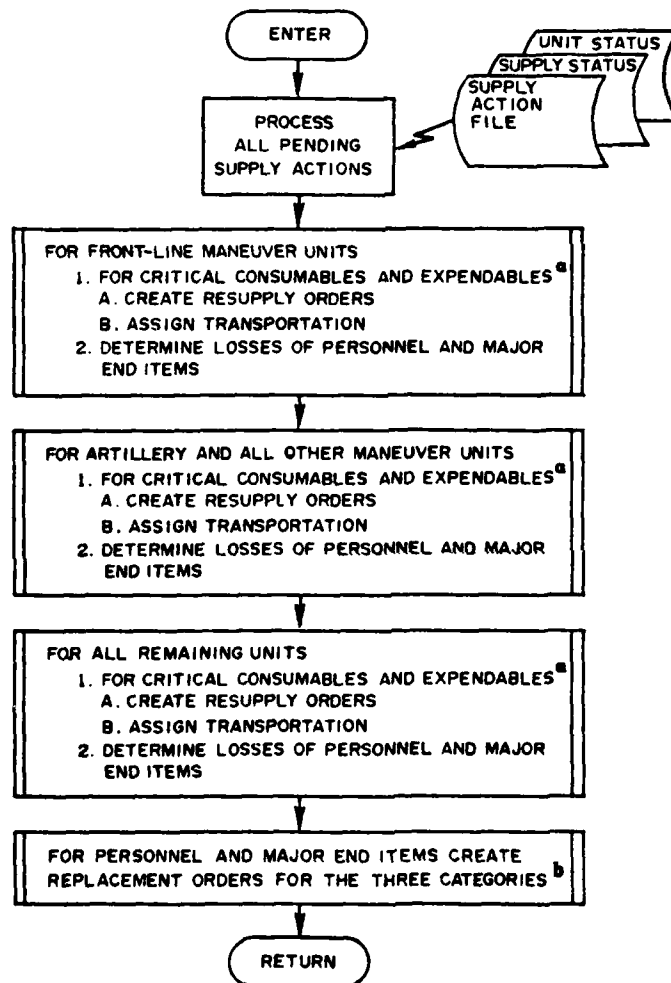 ENTER
UNIT STATUS
SUPPLY STATUS
SUPPLY
ACTION
FILE
PROCESS
ALL PENDING
SUPPLY ACTIONS
FOR FRONT-LINE MANEUVER UNITS
1. FOR CRITICAL CONSUMABLES AND EXPENDABLES a
A. CREATE RESUPPLY ORDERS
B. ASSIGN TRANSPORTATION
2. DETERMINE LOSSES OF PERSONNEL AND MAJOR
END ITEMS
FOR ARTILLERY AND ALL OTHER MANEUVER UNITS
1. FOR CRITICAL CONSUMABLES AND EXPENDABLES a
A. CREATE RESUPPLY ORDERS
B. ASSIGN TRANSPORTATION
2. DETERMINE LOSSES OF PERSONNEL AND MAJOR
END ITEMS
FOR ALL REMAINING UNITS
1. FOR CRITICAL CONSUMABLES AND EXPENDABLES a
A. CREATE RESUPPLY ORDERS
B. ASSIGN TRANSPORTATION
2. DETERMINE LOSSES OF PERSONNEL AND MAJOR
END ITEMS
FOR PERSONNEL AND MAJOR END ITEMS CREATE
REPLACEMENT ORDERS FOR THE THREE CATEGORIES b
RETURN